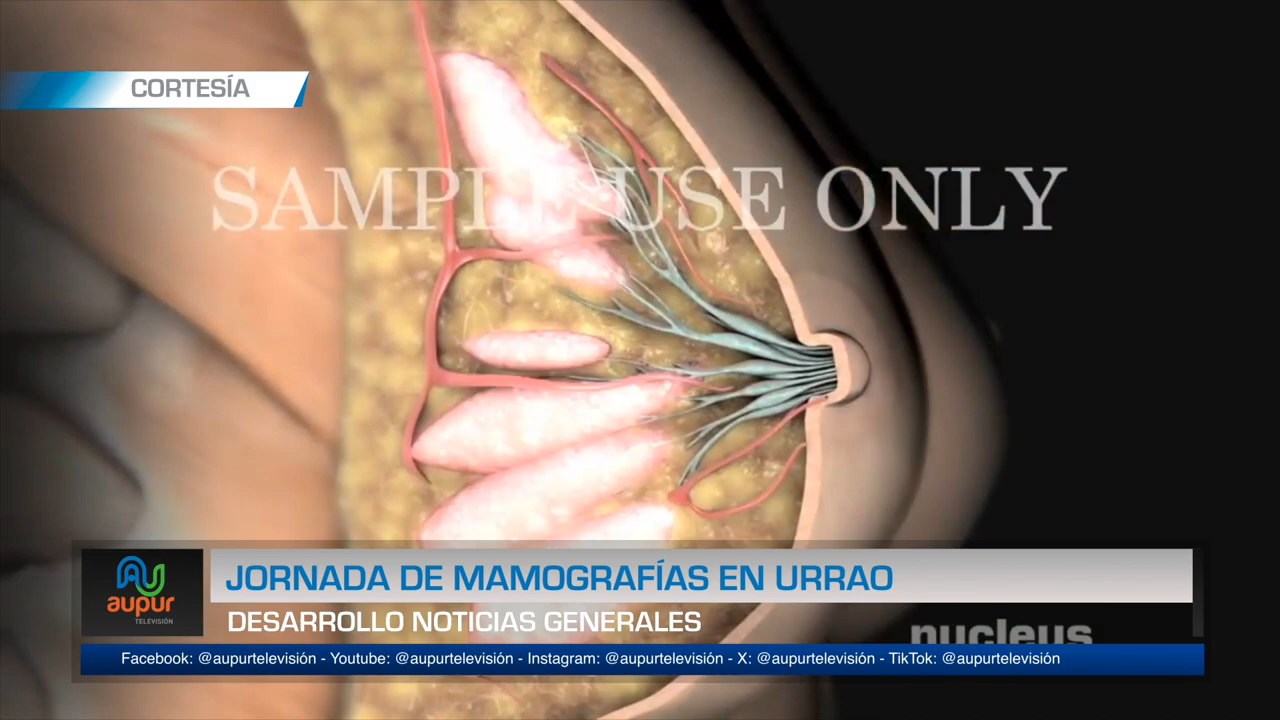 CORTESÍA
SAMPLE USE ONLY
JORNADA DE MAMOGRAFÍAS EN URRAO
aupur
TELEVISIÓN
DESARROLLO NOTICIAS GENERALES
nucleus
Facebook: @aupurtelevisión - Youtube: @aupurtelevisión - Instagram: @aupurtelevisión - X: @aupurtelevisión - TikTok: @aupurtelevisión